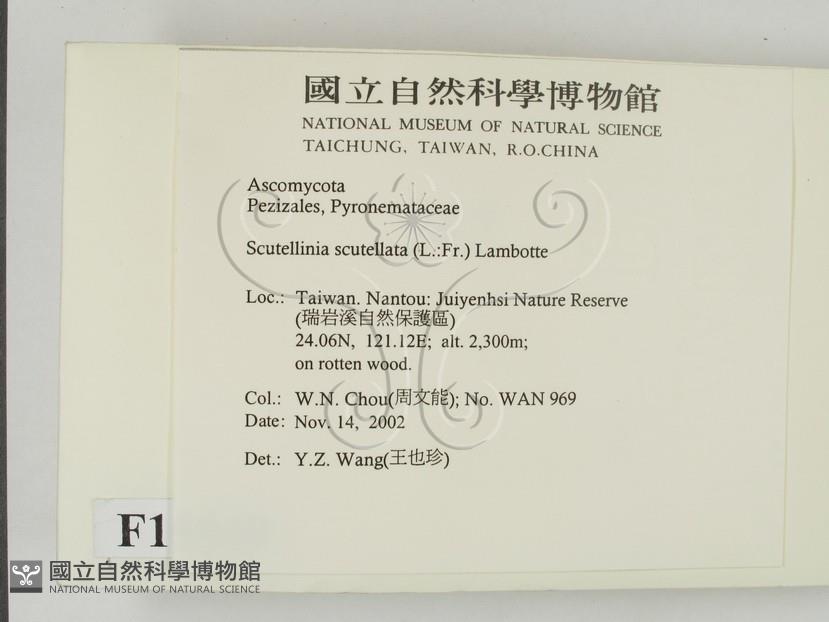 國立自然科學博物館
NATIONAL MUSEUM OF NATURAL SCIENCE
TAICHUNG, TAIWAN, R.O.CHINA
Ascomycota
Pezizales, Pyronemataceae
Scutellinia scutellata (L.:Fr.) Lambotte
Loc.: Taiwan. Nantou: Juiyenhsi Nature Reserve
(瑞岩溪自然保護區)
24.06N, 121.12E; alt. 2,300m;
on rotten wood.
Col.: W.N. Chou(周文能); No. WAN 969
Date: Nov. 14, 2002
Det.: Y.Z. Wang(王也珍)
F1
國立自然科學博物館
NATIONAL MUSEUM OF NATURAL SCIENCE